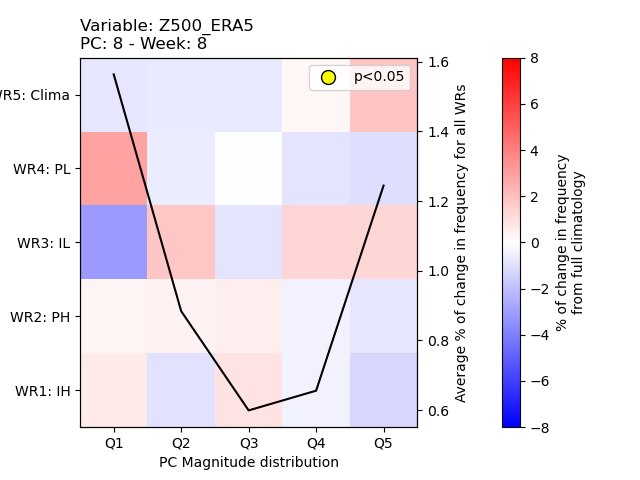 Variable: Z500_ERA5
PC: 8 - Week: 8
p<0.05
WR5: Clima
WR4: PL
WR3: IL
WR2: PH
WR1: IH
Q1 Q2 Q3 Q4 Q5
PC Magnitude distribution
1.6
1.4
1.2
1.0
0.8
0.6
Average % of change in frequency for all WRs
8
6
4
2
0
−2
−4
−6
−8
% of change in frequency
from full climatology